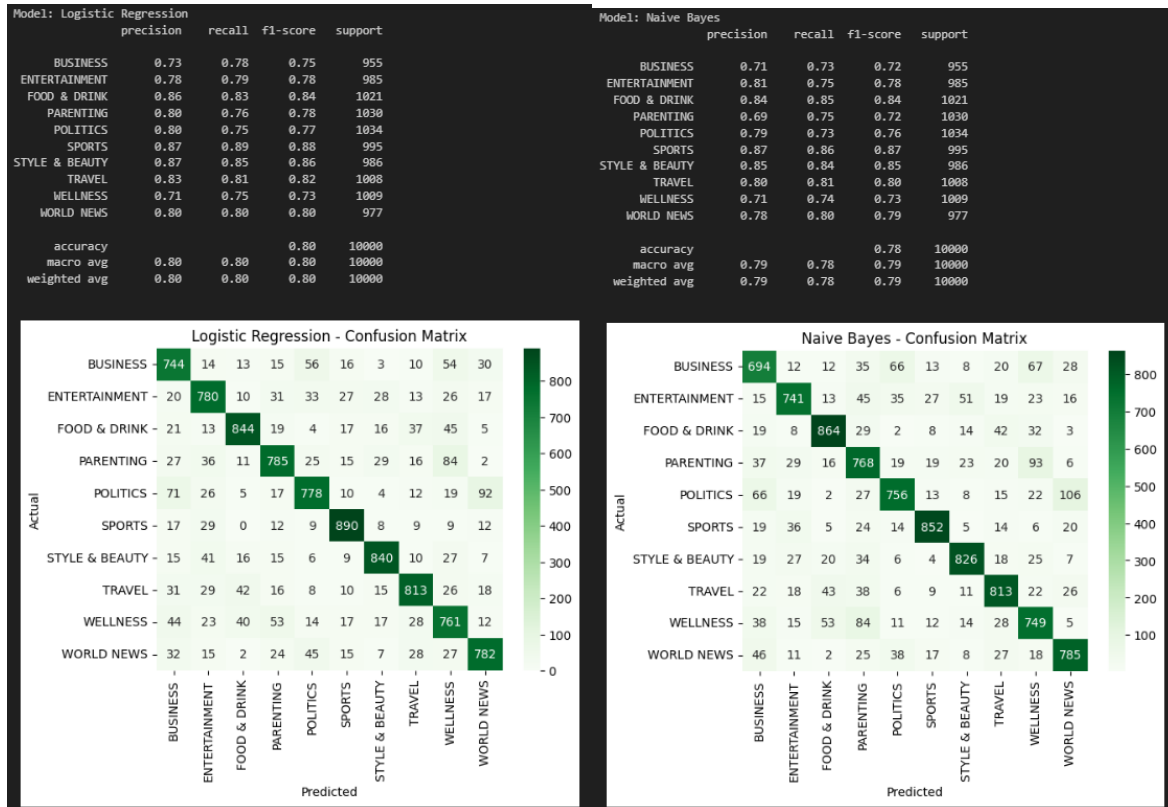 Model: Logistic Regression
precision recall f1-score support
BUSINESS 0.73 0.78 0.75 955
ENTERTAINMENT 0.78 0.79 0.78 985
FOOD & DRINK 0.86 0.83 0.84 1021
PARENTING 0.80 0.76 0.78 1030
POLITICS 0.80 0.75 0.77 1034
SPORTS 0.87 0.89 0.88 995
STYLE & BEAUTY 0.87 0.85 0.86 986
TRAVEL 0.83 0.81 0.82 1008
WELLNESS 0.71 0.75 0.73 1009
WORLD NEWS 0.80 0.80 0.80 977
accuracy 0.80 10000
macro avg 0.80 0.80 0.80 10000
weighted avg 0.80 0.80 0.80 10000
Logistic Regression - Confusion Matrix
BUSINESS 744 14 13 15 56 16 3 10 54 30
ENTERTAINMENT 20 780 10 31 33 27 28 13 26 17
FOOD & DRINK 21 13 844 19 4 17 16 37 45 5
PARENTING 27 36 11 785 25 15 29 16 84 2
POLITICS 71 26 5 17 778 10 4 12 19 92
SPORTS 17 29 0 12 9 890 8 9 9 12
STYLE & BEAUTY 15 41 16 15 6 9 840 10 27 7
TRAVEL 31 29 42 16 8 10 15 813 26 18
WELLNESS 44 23 40 53 14 17 17 28 761 12
WORLD NEWS 32 15 2 24 45 15 7 28 27 782
Actual
BUSINESS
ENTERTAINMENT
FOOD & DRINK
PARENTING
POLITICS
SPORTS
STYLE & BEAUTY
TRAVEL
WELLNESS
WORLD NEWS
Predicted
800
700
600
500
400
300
200
100
0
Model: Naive Bayes
precision recall f1-score support
BUSINESS 0.71 0.73 0.72 955
ENTERTAINMENT 0.81 0.75 0.78 985
FOOD & DRINK 0.84 0.85 0.84 1021
PARENTING 0.69 0.75 0.72 1030
POLITICS 0.79 0.73 0.76 1034
SPORTS 0.87 0.86 0.87 995
STYLE & BEAUTY 0.85 0.84 0.85 986
TRAVEL 0.80 0.81 0.80 1008
WELLNESS 0.71 0.74 0.73 1009
WORLD NEWS 0.78 0.80 0.79 977
accuracy 0.78 10000
macro avg 0.79 0.78 0.79 10000
weighted avg 0.79 0.78 0.79 10000
Naive Bayes - Confusion Matrix
BUSINESS 694 12 12 35 66 13 8 20 67 28
ENTERTAINMENT 15 741 13 45 35 27 51 19 23 16
FOOD & DRINK 19 8 864 29 2 8 14 42 32 3
PARENTING 37 29 16 768 19 19 23 20 93 6
POLITICS 66 19 2 27 756 13 8 15 22 106
SPORTS 19 36 5 24 14 852 5 14 6 20
STYLE & BEAUTY 19 27 20 34 6 4 826 18 25 7
TRAVEL 22 18 43 38 6 9 11 813 22 26
WELLNESS 38 15 53 84 11 12 14 28 749 5
WORLD NEWS 46 11 2 25 38 17 8 27 18 785
Actual
BUSINESS
ENTERTAINMENT
FOOD & DRINK
PARENTING
POLITICS
SPORTS
STYLE & BEAUTY
TRAVEL
WELLNESS
WORLD NEWS
Predicted
800
700
600
500
400
300
200
100